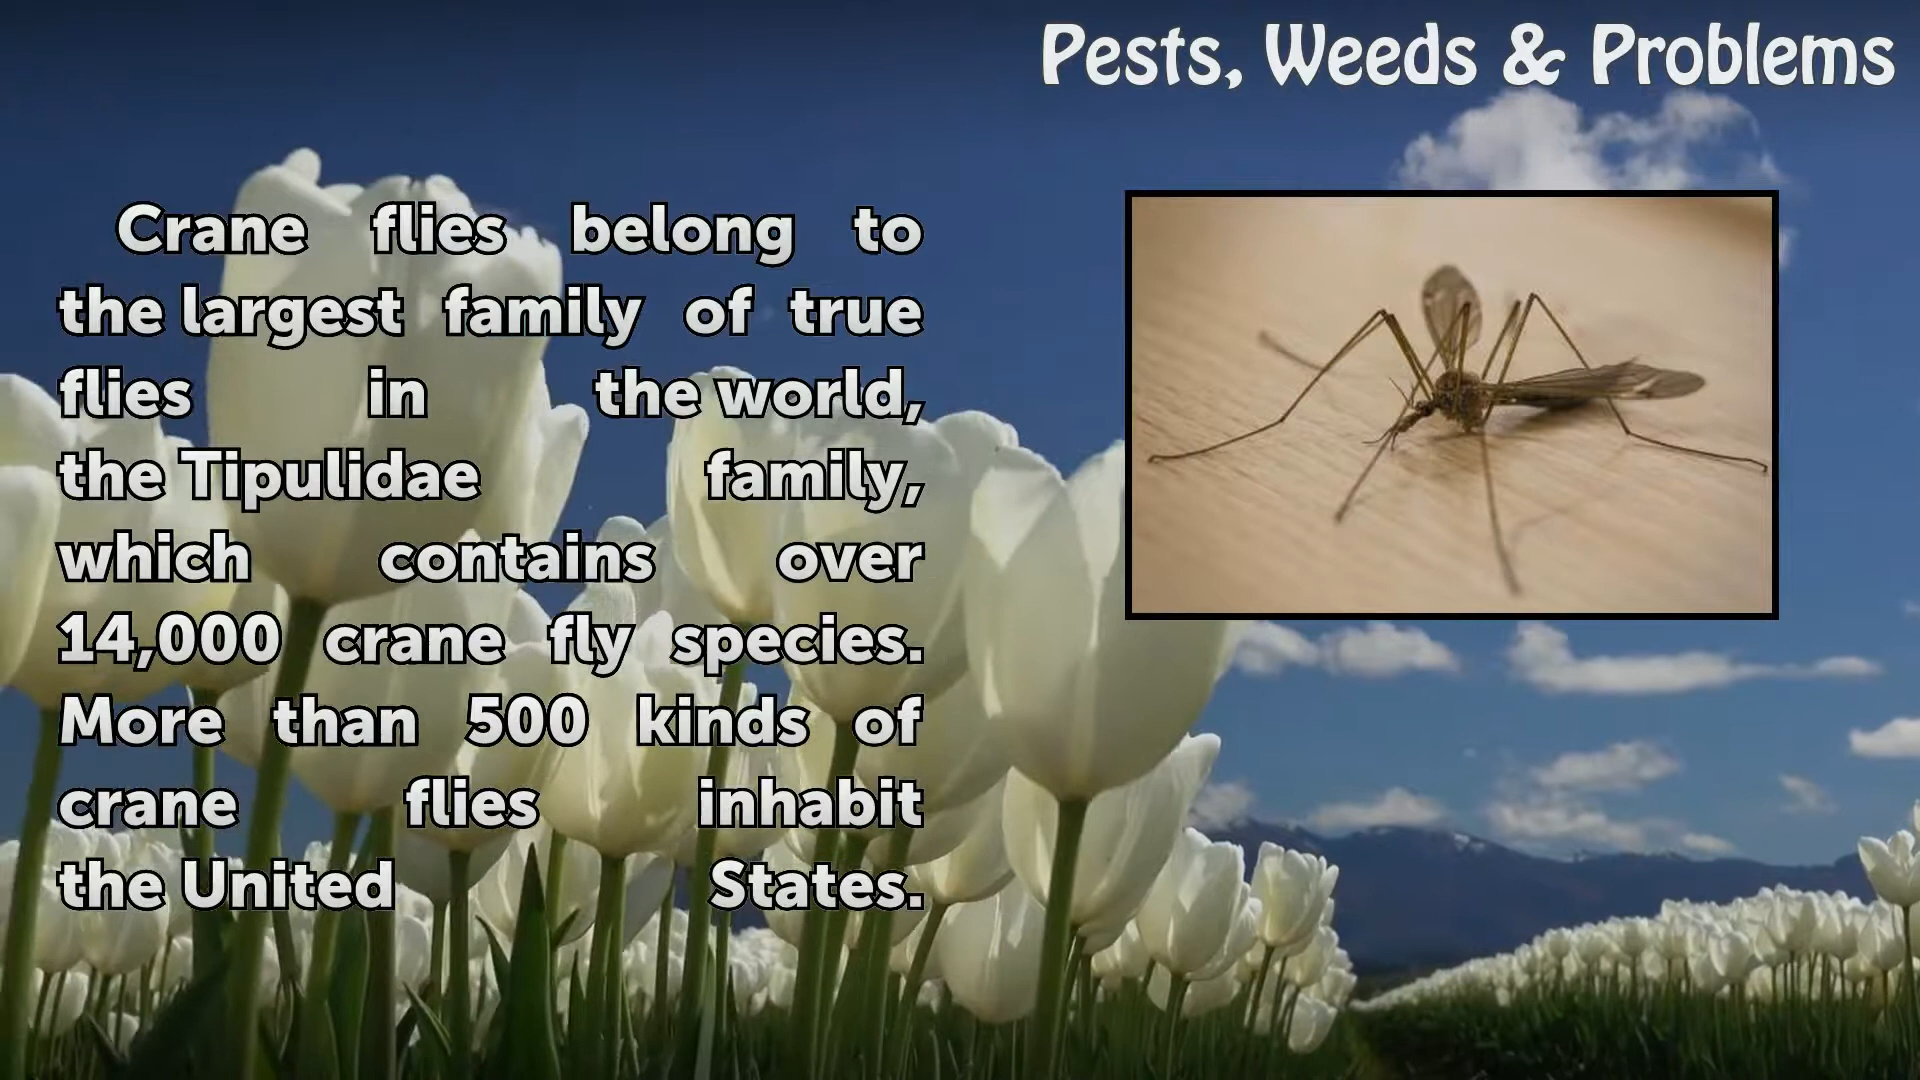 Pests, Weeds & Problems
Crane flies belong to
the largest family of true
flies in the world,
the Tipulidae family,
which contains over
14,000 crane fly species.
More than 500 kinds of
crane flies inhabit
the United States.